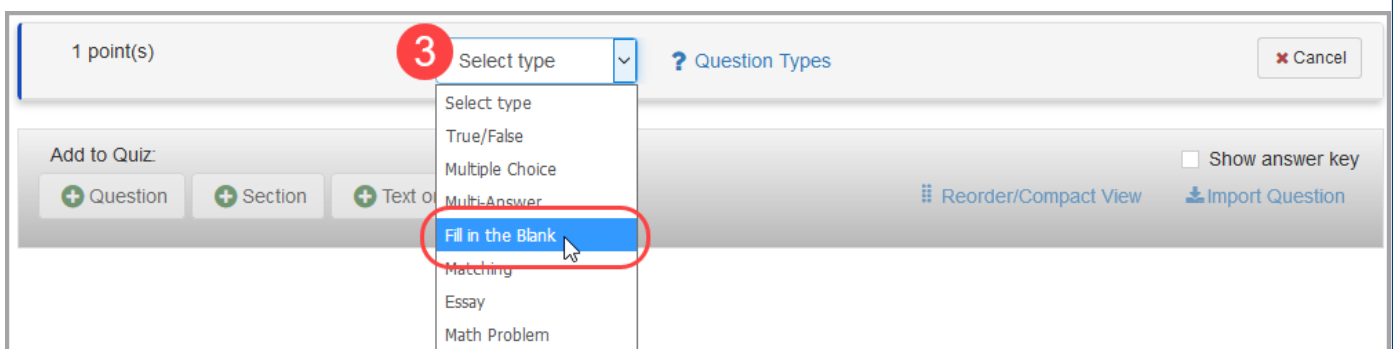 1 point(s)
3
Select type
? Question Types
Cancel
Select type
True/False
Multiple Choice
Multi-Answer
Fill in the Blank
Matching
Essay
Math Problem
Add to Quiz:
Show answer key
Question
Section
Text o
Reorder/Compact View
Import Question